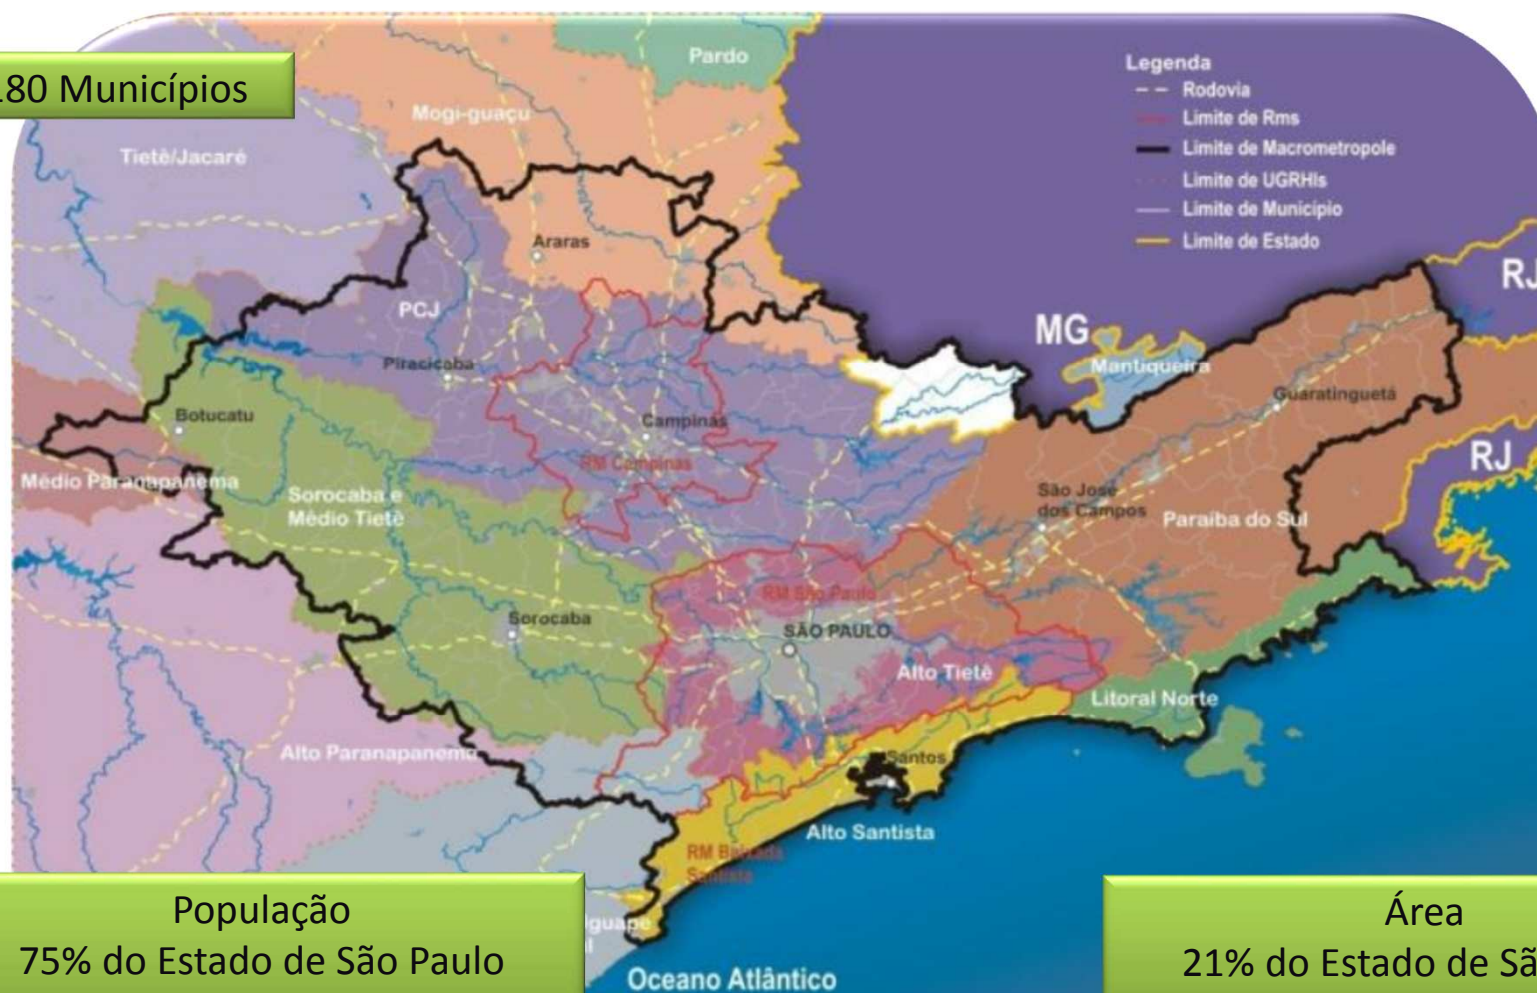 180 Municípios
Pardo
Legenda
Rodovia
Limite de Rms
Limite de Macrometropole
Limite de UGRHIs
Limite de Município
Limite de Estado
Mogi-guaçu
Tietê/Jacaré
Araras
RJ
PCJ
MG
Mantiqueira
Piracicaba
Guaratinguetá
Botucatu
Campinas
RM Campinas
RJ
Médio Paranapanema
Sorocaba e
Médio Tietê
São José
dos Campos
Paraíba do Sul
RM São Paulo
Sorocaba
SÃO PAULO
Alto Tietê
Litoral Norte
Alto Paranapanema
Santos
Alto Santista
RM Baixada
Santista
População
75% do Estado de São Paulo
Área
21% do Estado de Sã
Iguape
Oceano Atlântico